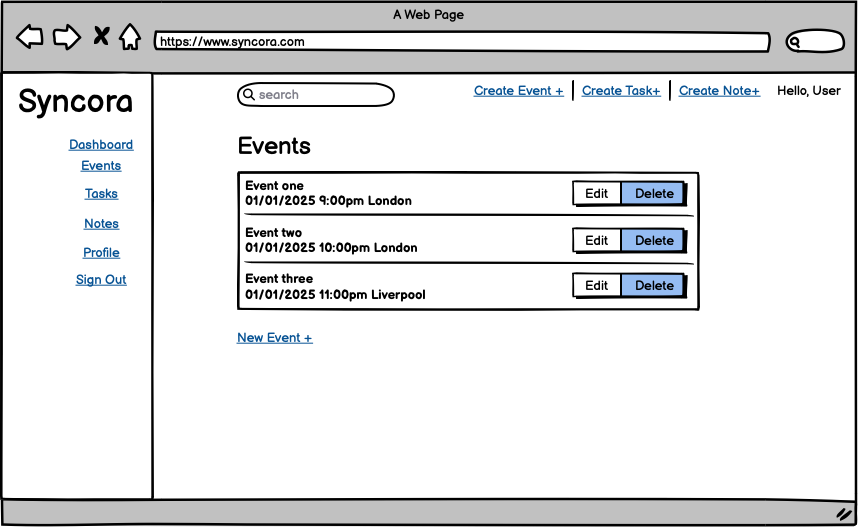 A Web Page
https://www.syncora.com
Syncora
Dashboard
Events
Tasks
Notes
Profile
Sign Out
search
Create Event +
Create Task+
Create Note+
Hello, User
Events
Event one
01/01/2025 9:00pm London
Edit
Delete
Event two
01/01/2025 10:00pm London
Edit
Delete
Event three
01/01/2025 11:00pm Liverpool
Edit
Delete
New Event +